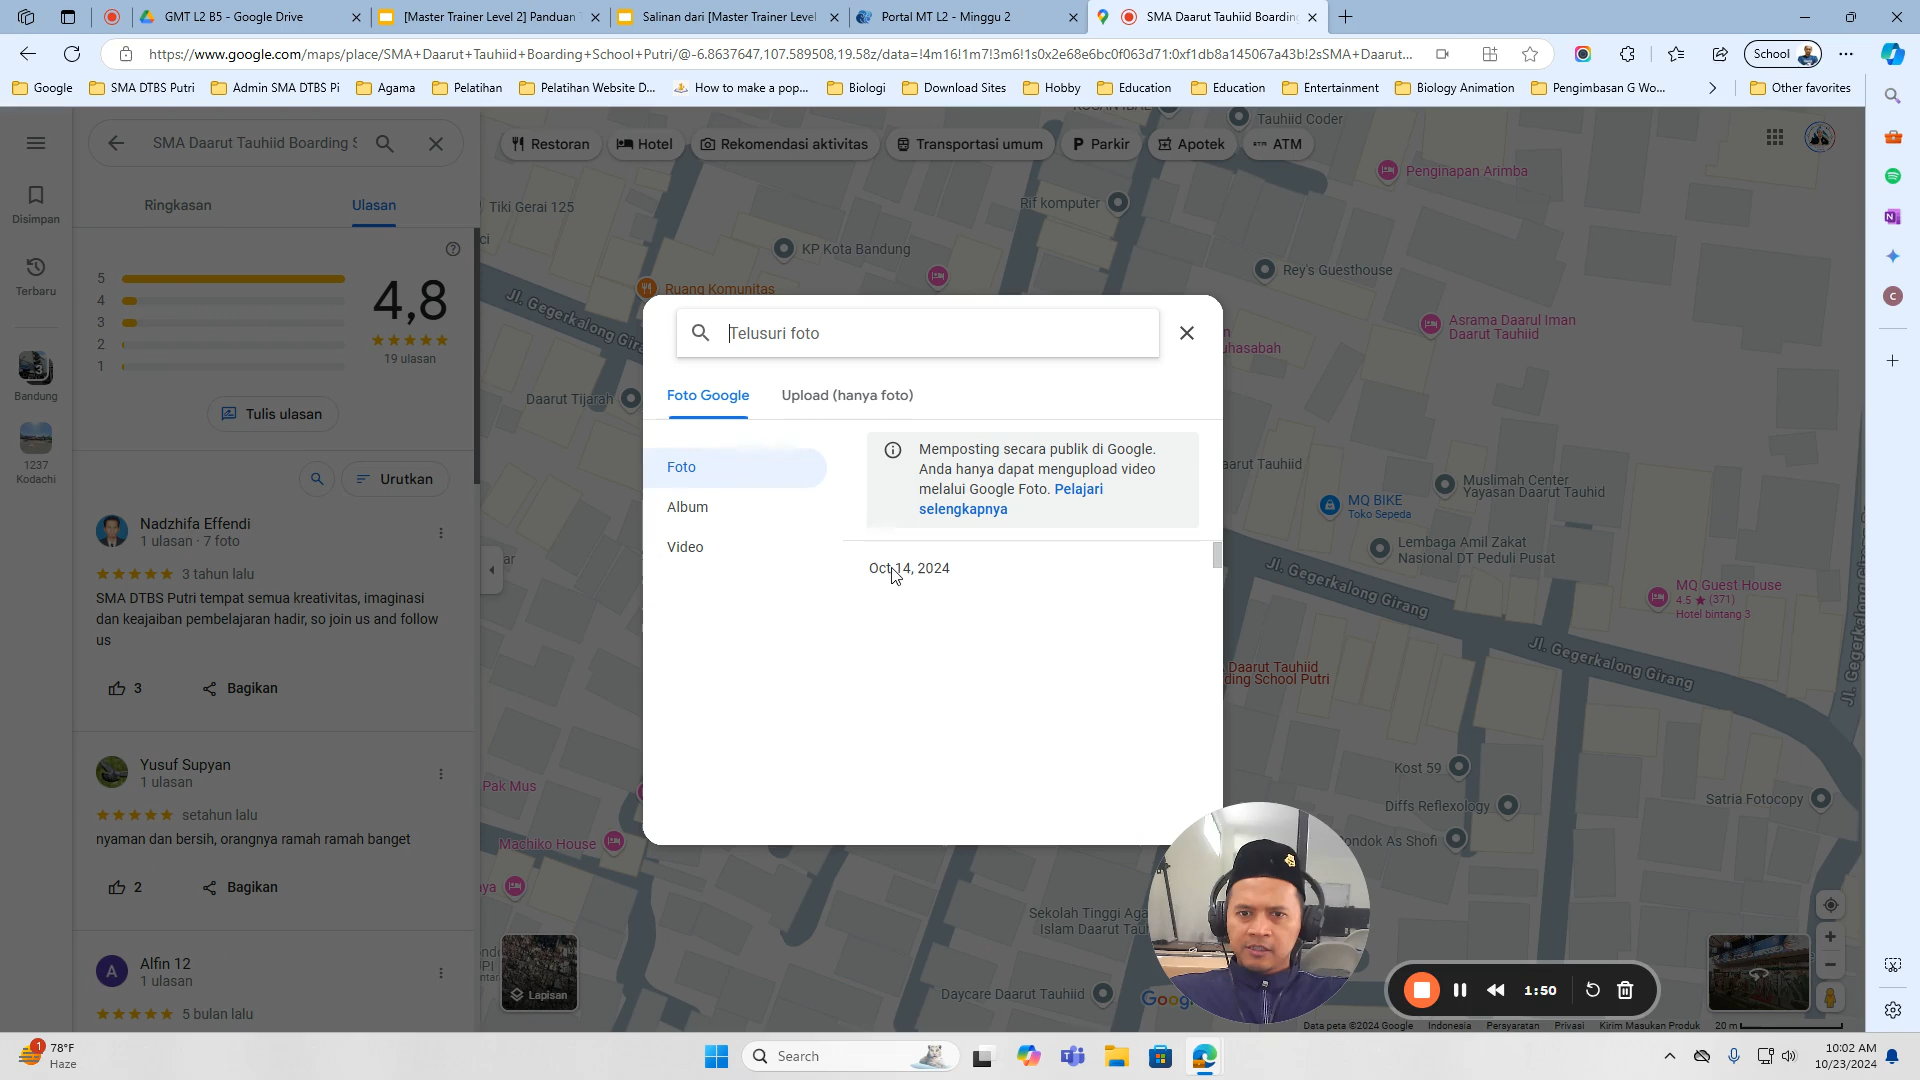 GMT L2 B5 - Google Drive
[Master Trainer Level 2] Panduan
Salinan dari [Master Trainer Level
Portal MT L2 - Minggu 2
SMA Daarut Tauhiid Boarding
https://www.google.com/maps/place/SMA+Daarut+Tauhiid+Boarding+School+Putri/@-6.8637647,107.589508,19.58z/data=!4m16!1m7!3m6!1s0x2e68e6bc0f063d71:0xf1db8a145067a43b!2sSMA+Daarut...
School
Google
SMA DTBS Putri
Admin SMA DTBS Pi
Agama
Pelatihan
Pelatihan Website D...
How to make a pop...
Biologi
Download Sites
Hobby
Education
Education
Entertainment
Biology Animation
Pengimbasan G Wo...
Other favorites
SMA Daarut Tauhiid Boarding S
Restoran
Hotel
Rekomendasi aktivitas
Transportasi umum
Parkir
Apotek
ATM
Disimpan
Terbaru
3
Bandung
1237
Kodachi
Ringkasan
Ulasan
5
4
3
2
1
4,8
19 ulasan
Tulis ulasan
Urutkan
Nadzhifa Effendi
1 ulasan · 7 foto
3 tahun lalu
SMA DTBS Putri tempat semua kreativitas, imaginasi
dan keajaiban pembelajaran hadir, so join us and follow
us
3
Bagikan
Yusuf Supyan
1 ulasan
setahun lalu
nyaman dan bersih, orangnya ramah ramah banget
2
Bagikan
A
Alfin 12
1 ulasan
5 bulan lalu
Telusuri foto
Foto Google
Upload (hanya foto)
Foto
Album
Video
Memposting secara publik di Google.
Anda hanya dapat mengupload video
melalui Google Foto. Pelajari
selengkapnya
Oct 14, 2024
Tauhiid Coder
Penginapan Arimba
Tiki Gerai 125
Rif komputer
KP Kota Bandung
Rey's Guesthouse
Ruang Komunitas
Jl. Gegerkalong Gira
Asrama Daarul Iman
Daarut Tauhiid
Daarut Tijarah
aarut Tauhiid
MQ BIKE
Toko Sepeda
Muslimah Center
Yayasan Daarut Tauhid
Lembaga Amil Zakat
Nasional DT Peduli Pusat
MQ Guest House
4.5 ★ (371)
Hotel bintang 3
Jl. Gegerkalong Girang
Jl. Gegerkalong Girang
Daarut Tauhiid
ding School Putri
Pak Mus
Machiko House
Kost 59
Diffs Reflexology
ondok As Shofi
Satria Fotocopy
Sekolah Tinggi Aga
Islam Daarut Tau
Daycare Daarut Tauhiid
Lapisan
1:50
Data peta ©2024 Google
Indonesia
Persyaratan
Privasi
Kirim Masukan Produk
20 m
1
78°F
Haze
Search
10:02 AM
10/23/2024